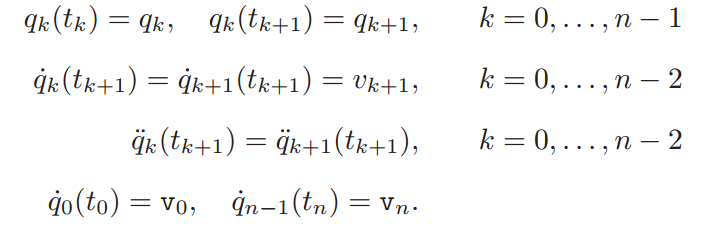 q_k(t_k) = q_k, q_k(t_{k+1}) = q_{k+1}, k = 0, . . . , n − 1
q̇_k(t_{k+1}) = q̇_{k+1}(t_{k+1}) = v_{k+1}, k = 0, . . . , n − 2
q̈_k(t_{k+1}) = q̈_{k+1}(t_{k+1}), k = 0, . . . , n − 2
q̇_0(t_0) = v_0, q̇_{n−1}(t_n) = v_n.